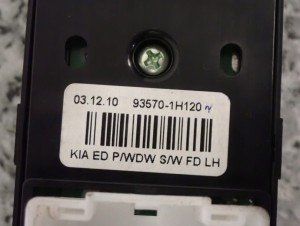 03.12.10 93570-1H120
KIA ED P/WDW S/W FD LH